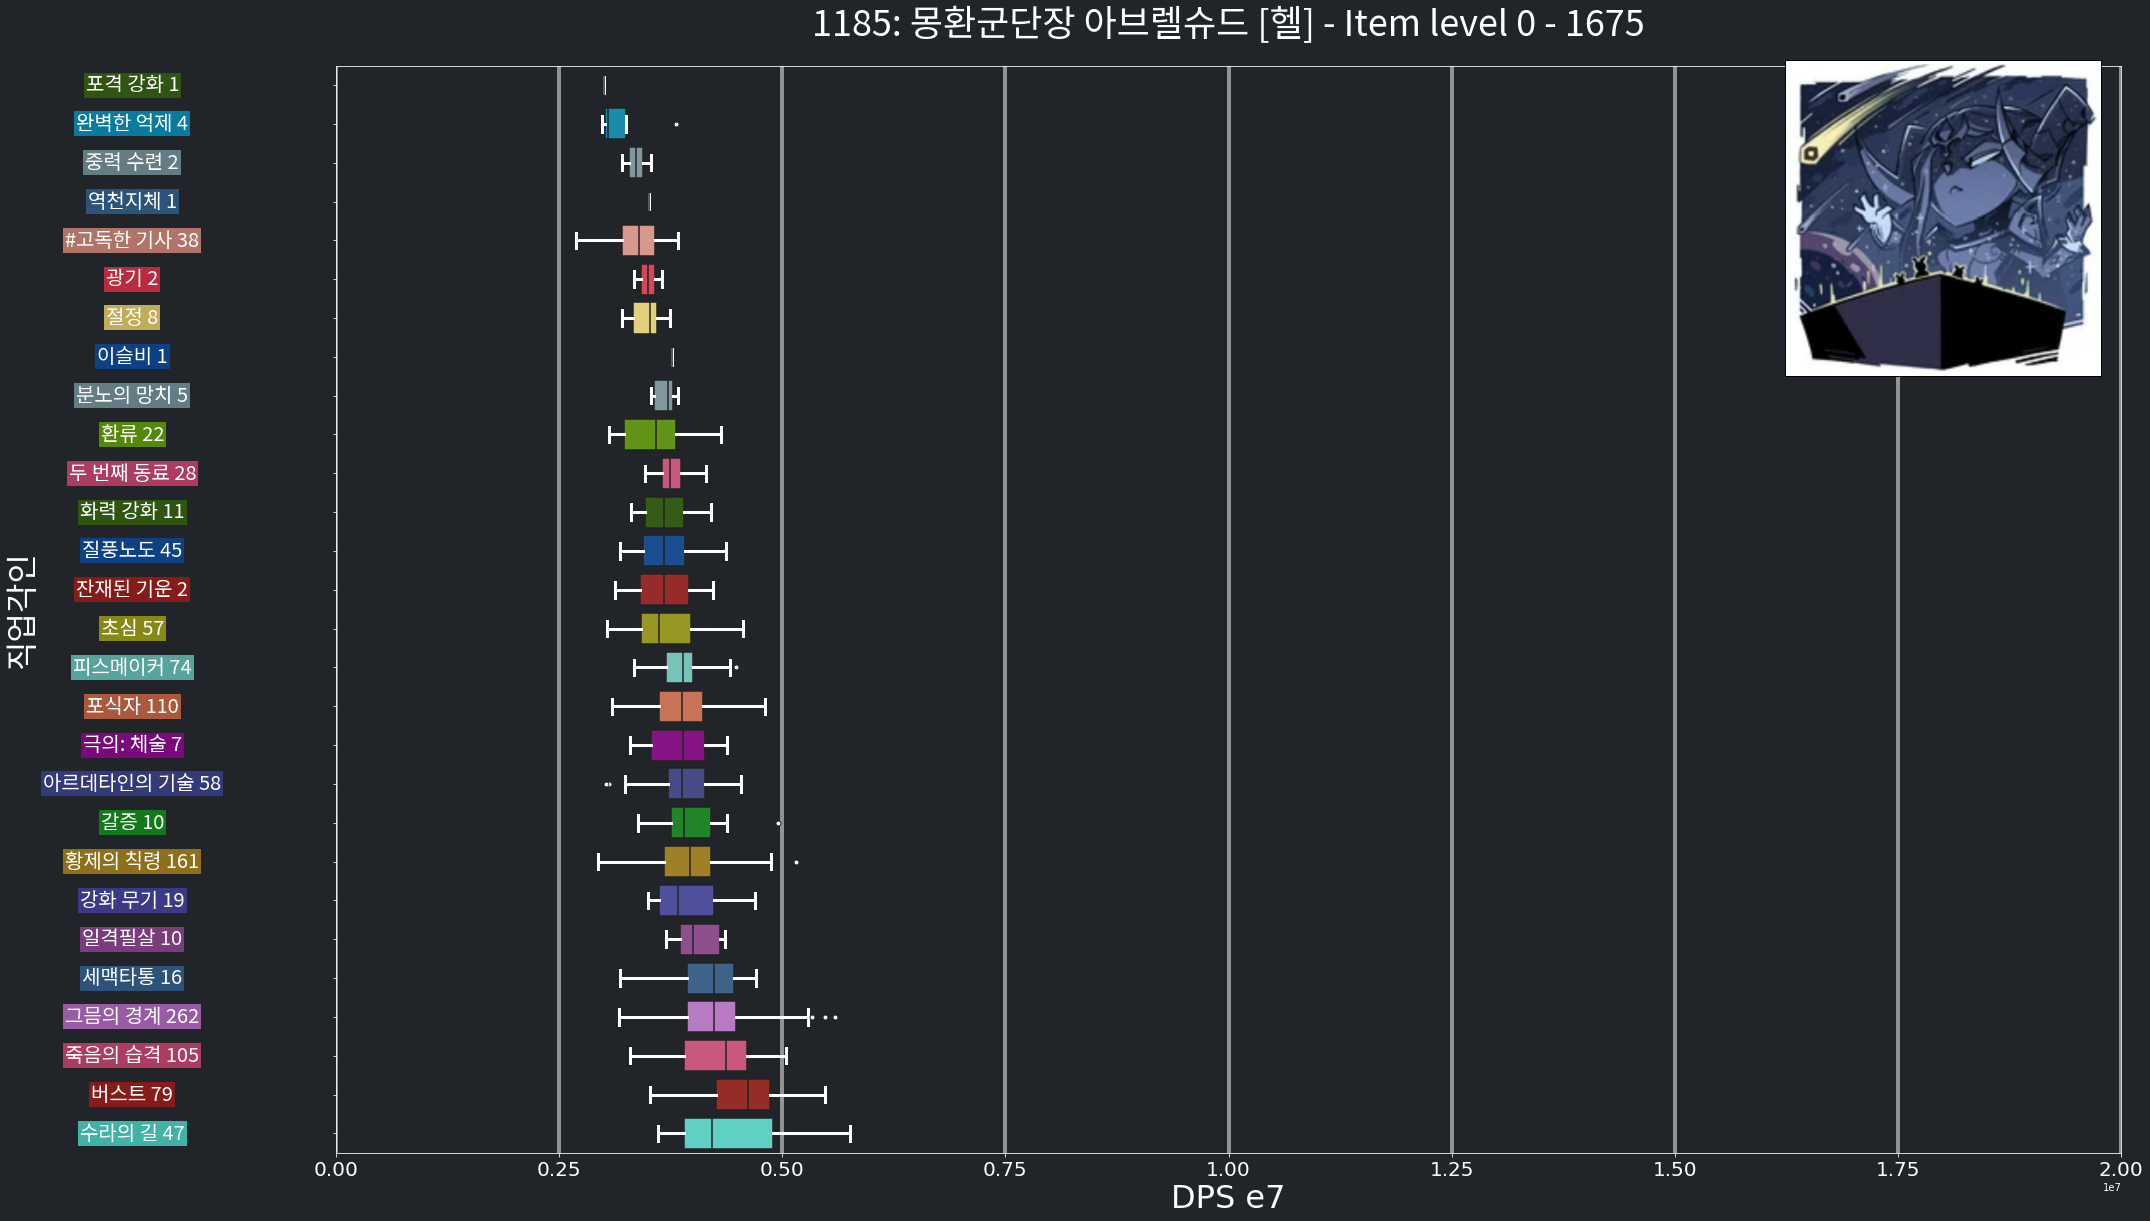 1185: 몽환군단장 아브렐슈드 [헬] - Item level 0 - 1675
포격 강화 1
완벽한 억제 4
중력 수련 2
역천지체 1
#고독한 기사 38
광기 2
절정 8
이슬비 1
분노의 망치 5
환류 22
두 번째 동료 28
화력 강화 11
질풍노도 45
잔재된 기운 2
초심 57
피스메이커 74
포식자 110
극의: 체술 7
아르데타인의 기술 58
갈증 10
황제의 칙령 161
강화 무기 19
일격필살 10
세맥타통 16
그믐의 경계 262
죽음의 습격 105
버스트 79
수라의 길 47
직업각인
0.00 0.25 0.50 0.75 1.00 1.25 1.50 1.75 2.00
1e7
DPS e7